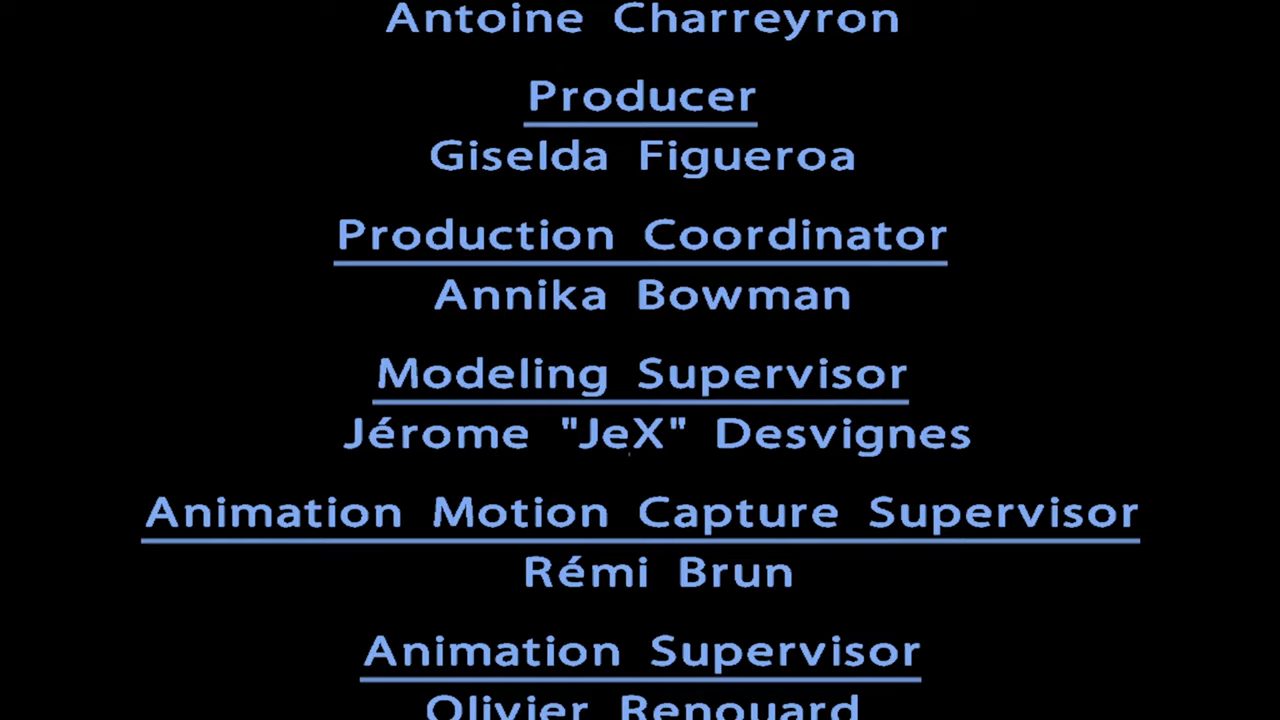 Antoine Charreyron
Producer
Giselda Figueroa
Production Coordinator
Annika Bowman
Modeling Supervisor
Jérome "JeX" Desvignes
Animation Motion Capture Supervisor
Rémi Brun
Animation Supervisor
Olivier Renouard